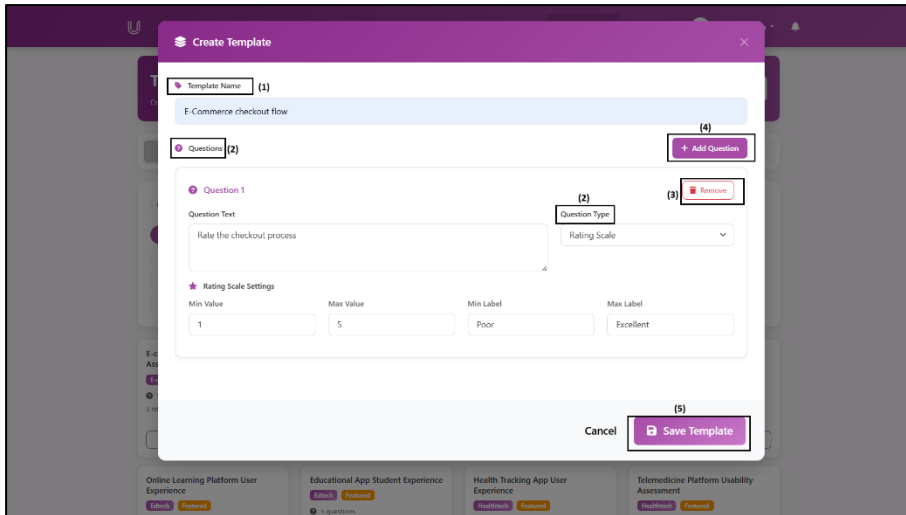 U
Create Template
Template Name (1)
E-Commerce checkout flow
(4)
Questions (2)
+ Add Question
Question 1
(2)
(3) Remove
Question Text
Question Type
Rate the checkout process
Rating Scale
Rating Scale Settings
Min Value Max Value Min Label Max Label
1 5 Poor Excellent
(5)
Cancel Save Template
Online Learning Platform User Experience
Edtech Featured
Educational App Student Experience
Edtech Featured
5 questions
Health Tracking App User Experience
Healthtech Featured
Telemedicine Platform Usability Assessment
Healthtech Featured